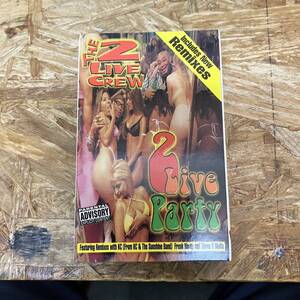 THE
2
LIVE
CREW
Includes New
Remixes
2
Live
Party
PARENTAL
ADVISORY
EXPLICIT LYRICS
Featuring Remixes with KC (From KC & The Sunshine Band)